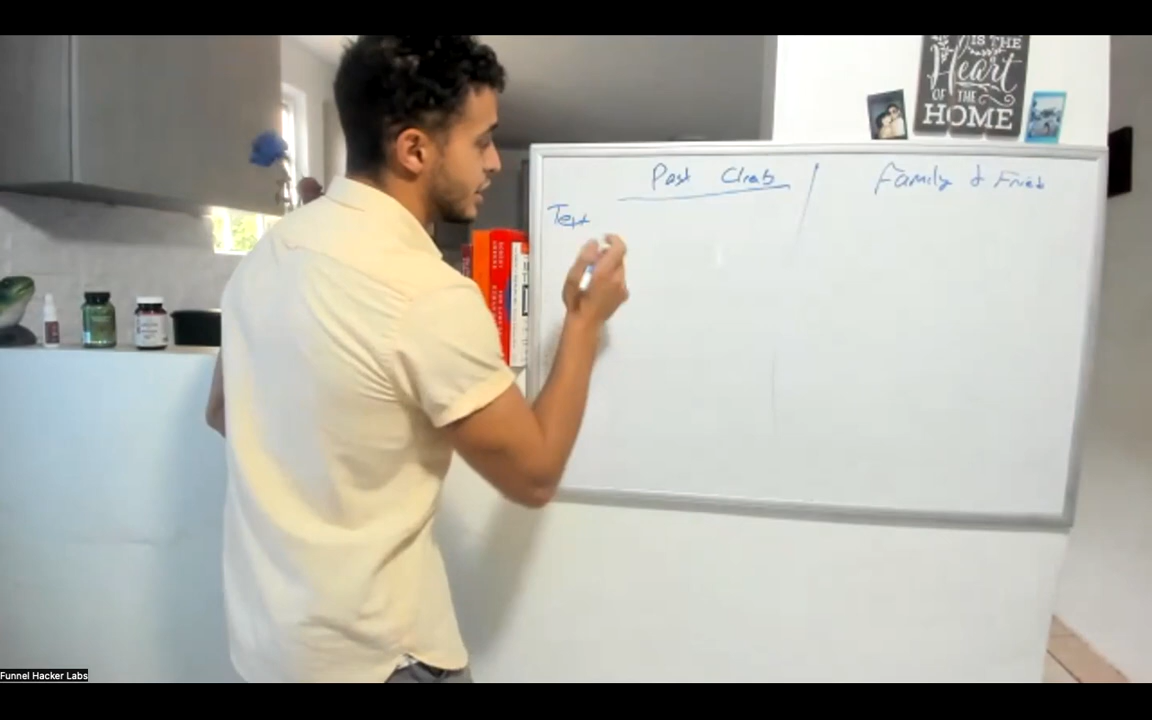 IS THE
Heart
OF THE
HOME
Past Clients / Family & Friends
Text
Funnel Hacker Labs